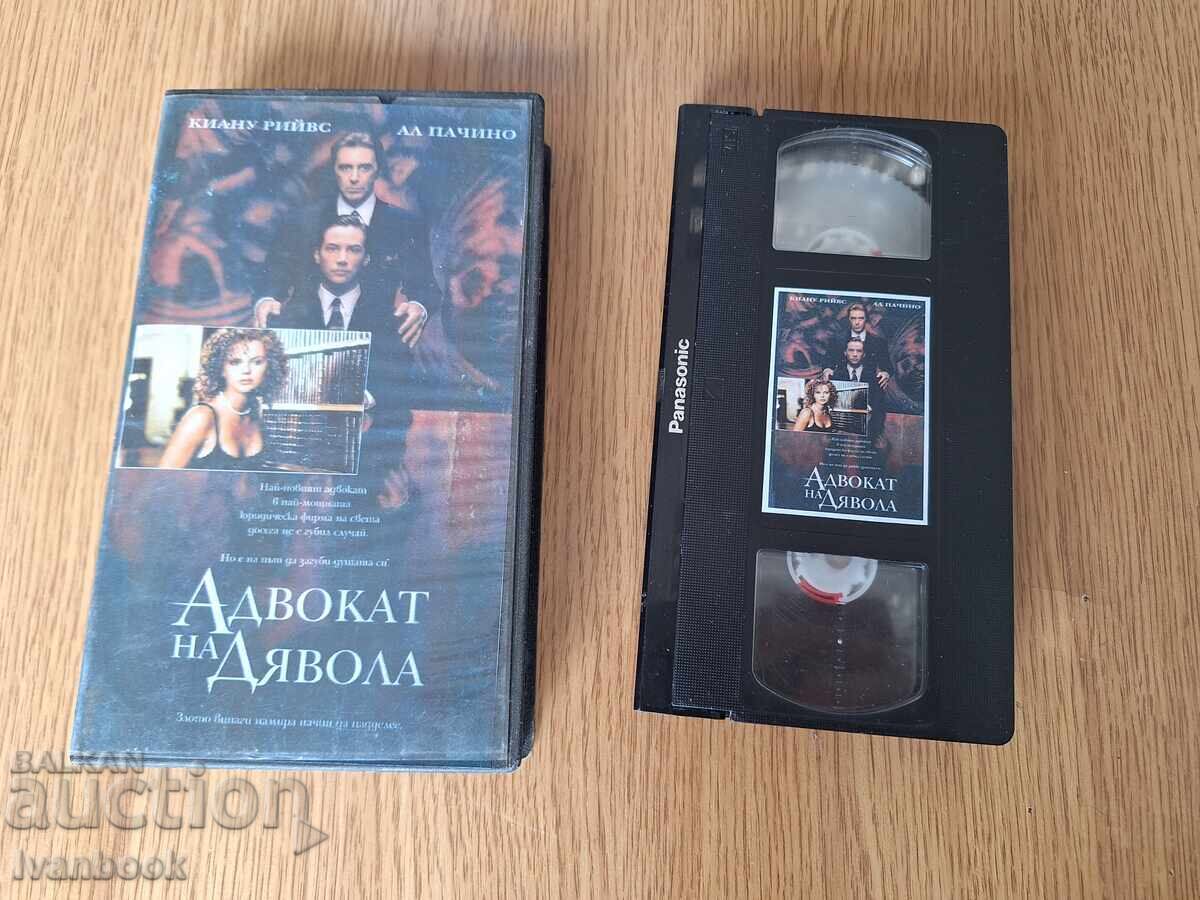 КИАНУ РИЙВС АЛ ПАЧИНО
Най-новият адвокат
в най-мощната
юридическа фирма на света
досега не е губил случай.
Но е на път да загуби душата си.
АДВОКАТ
НА ДЯВОЛА
Злото винаги намира начин да надделее.
Panasonic
КИАНУ РИЙВС АЛ ПАЧИНО
АДВОКАТ
НА ДЯВОЛА
BALKAN
auction
Ivanbook